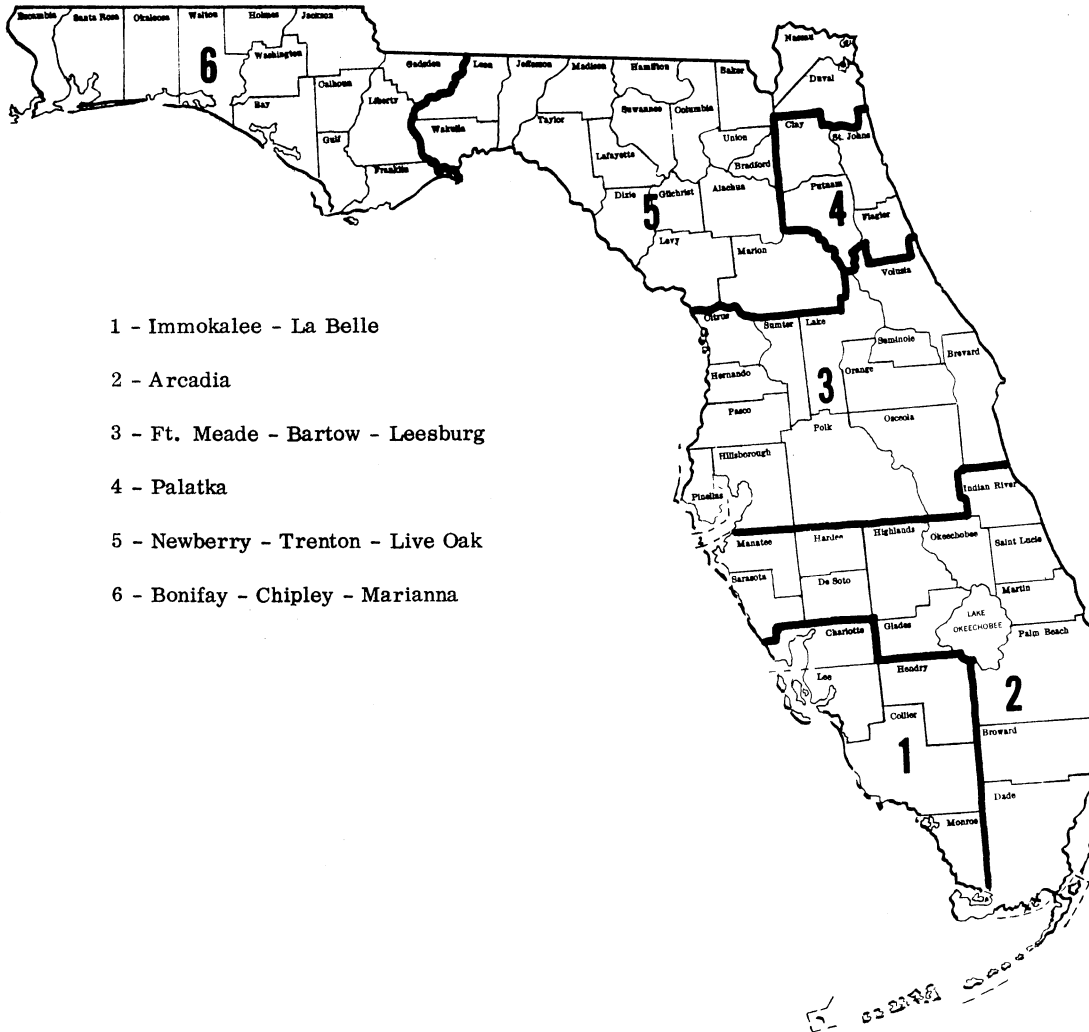 Escambia Santa Rosa Okaloosa Walton Holmes Jackson
Washington
6
Bay
Calhoun
Gulf
Liberty
Franklin
Gadsden
Leon
Jefferson
Madison
Hamilton
Wakulla
Taylor
Suwannee
Columbia
Baker
Nassau
Duval
Union
Bradford
Lafayette
Clay
St. Johns
Dixie
Gilchrist
Alachua
Putnam
5
4
Flagler
Levy
Marion
Volusia
Citrus
Sumter
Lake
Seminole
Brevard
Hernando
Orange
3
Pasco
Polk
Osceola
Hillsborough
Pinellas
Indian River
Manatee
Hardee
Highlands
Okeechobee
Saint Lucie
Sarasota
De Soto
Martin
Charlotte
Glades
LAKE
OKEECHOBEE
Palm Beach
Lee
Hendry
2
Collier
Broward
1
Dade
Monroe
1 - Immokalee - La Belle
2 - Arcadia
3 - Ft. Meade - Bartow - Leesburg
4 - Palatka
5 - Newberry - Trenton - Live Oak
6 - Bonifay - Chipley - Marianna